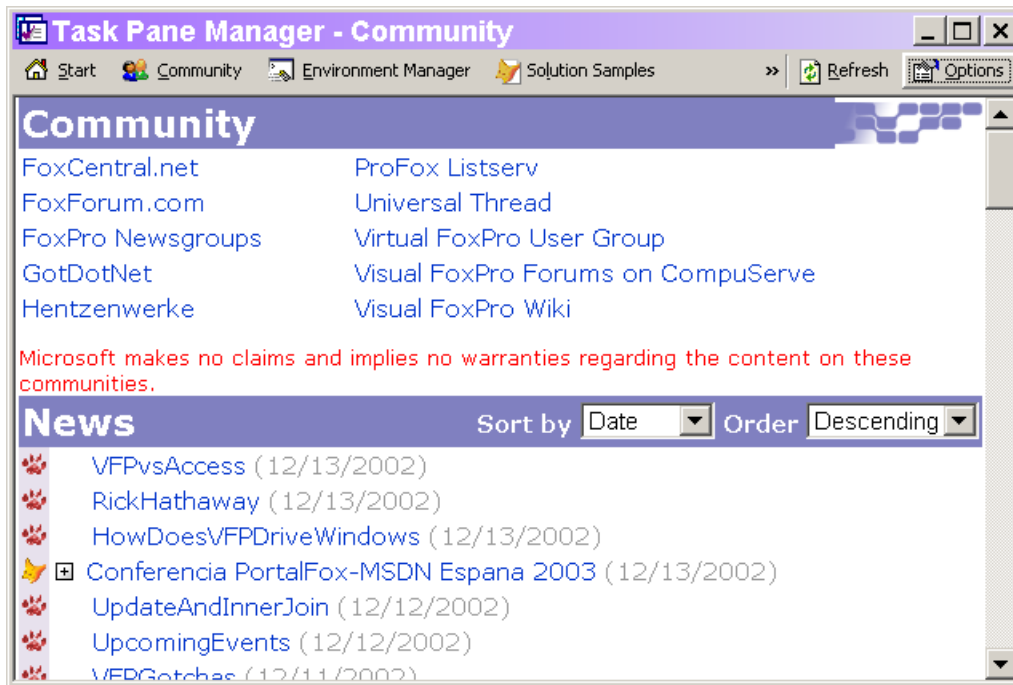 Task Pane Manager - Community
Start Community Environment Manager Solution Samples » Refresh Options
Community
FoxCentral.net ProFox Listserv
FoxForum.com Universal Thread
FoxPro Newsgroups Virtual FoxPro User Group
GotDotNet Visual FoxPro Forums on CompuServe
Hentzenwerke Visual FoxPro Wiki
Microsoft makes no claims and implies no warranties regarding the content on these
communities.
News Sort by Date Order Descending
VFPvsAccess (12/13/2002)
RickHathaway (12/13/2002)
HowDoesVFPDriveWindows (12/13/2002)
Conferencia PortalFox-MSDN Espana 2003 (12/13/2002)
UpdateAndInnerJoin (12/12/2002)
UpcomingEvents (12/12/2002)
VFPGotchas (12/11/2002)